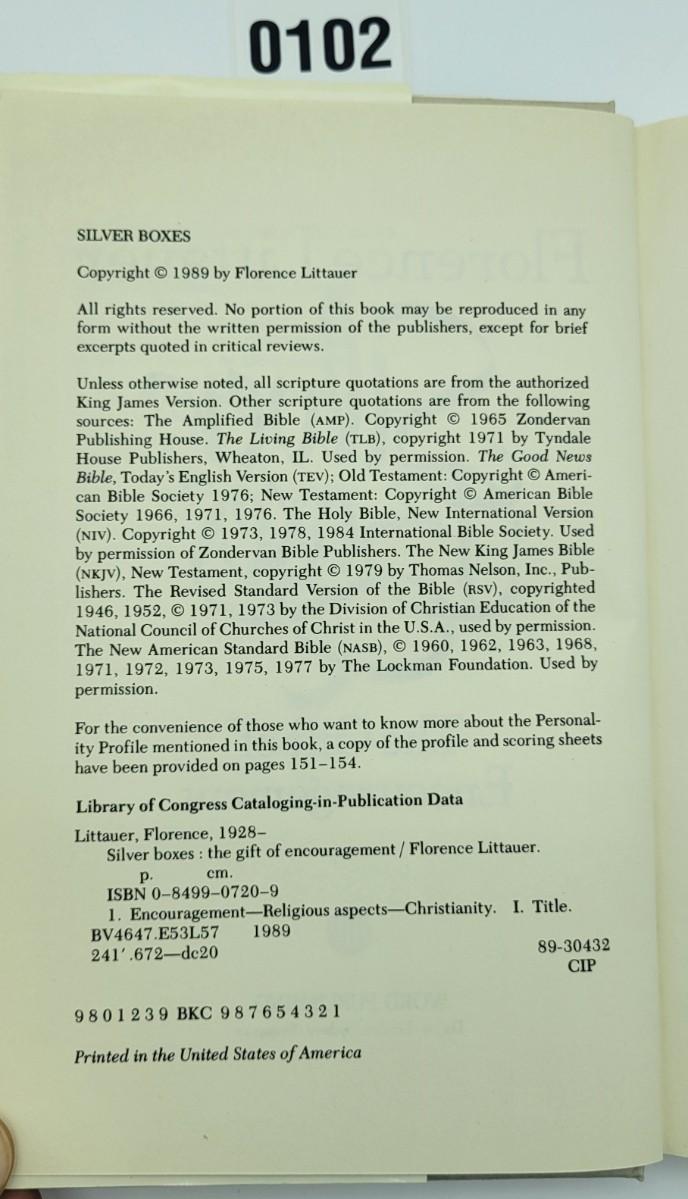 0102
SILVER BOXES
Copyright © 1989 by Florence Littauer
All rights reserved. No portion of this book may be reproduced in any
form without the written permission of the publishers, except for brief
excerpts quoted in critical reviews.
Unless otherwise noted, all scripture quotations are from the authorized
King James Version. Other scripture quotations are from the following
sources: The Amplified Bible (AMP). Copyright © 1965 Zondervan
Publishing House. The Living Bible (TLB), copyright 1971 by Tyndale
House Publishers, Wheaton, IL. Used by permission. The Good News
Bible, Today's English Version (TEV); Old Testament: Copyright © Ameri-
can Bible Society 1976; New Testament: Copyright © American Bible
Society 1966, 1971, 1976. The Holy Bible, New International Version
(NIV). Copyright © 1973, 1978, 1984 International Bible Society. Used
by permission of Zondervan Bible Publishers. The New King James Bible
(NKJV), New Testament, copyright © 1979 by Thomas Nelson, Inc., Pub-
lishers. The Revised Standard Version of the Bible (RSV), copyrighted
1946, 1952, © 1971, 1973 by the Division of Christian Education of the
National Council of Churches of Christ in the U.S.A., used by permission.
The New American Standard Bible (NASB), © 1960, 1962, 1963, 1968,
1971, 1972, 1973, 1975, 1977 by The Lockman Foundation. Used by
permission.
For the convenience of those who want to know more about the Personal-
ity Profile mentioned in this book, a copy of the profile and scoring sheets
have been provided on pages 151–154.
Library of Congress Cataloging-in-Publication Data
Littauer, Florence, 1928–
Silver boxes : the gift of encouragement / Florence Littauer.
p. cm.
ISBN 0–8499–0720–9
1. Encouragement—Religious aspects—Christianity. I. Title.
BV4647.E53L57 1989
241'.672—dc20 89-30432
CIP
9 8 0 1 2 3 9 BKC 9 8 7 6 5 4 3 2 1
Printed in the United States of America